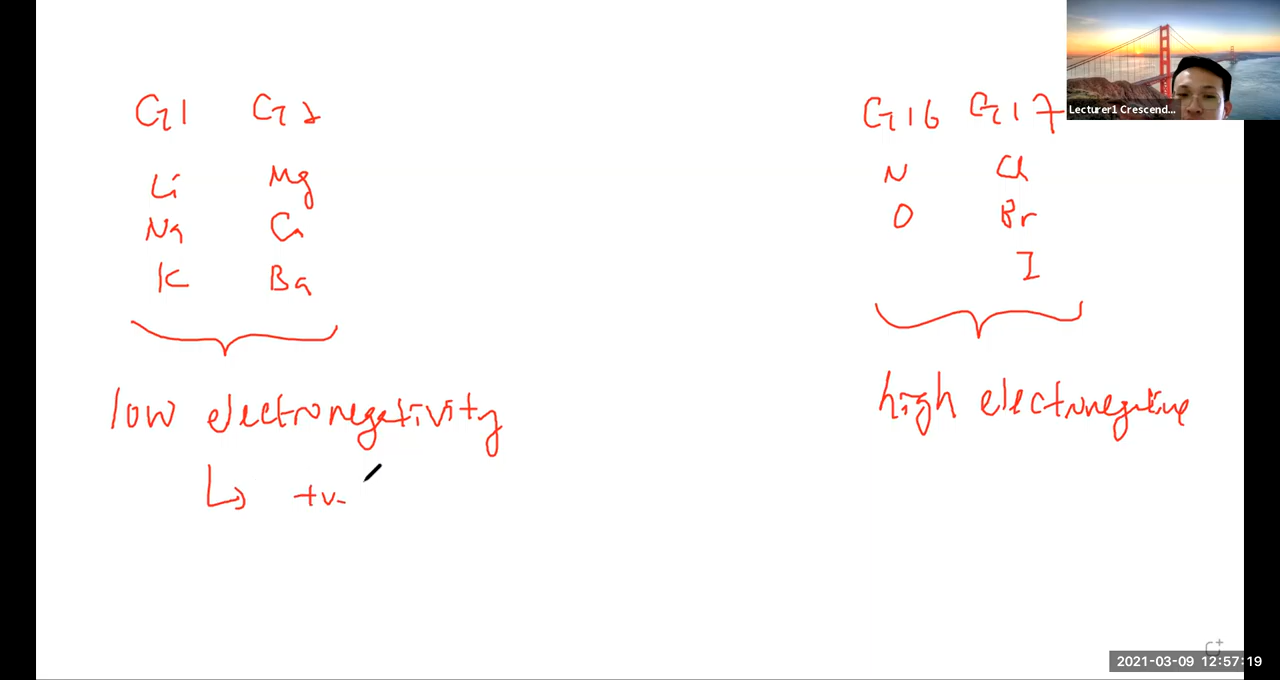 G1 G2
Li Mg
Na Ca
K Ba
low electronegativity
↳ +v
G16 G17
N Cl
O Br
I
high electronegative
Lecturer1 Crescend...
2021-03-09 12:57:19